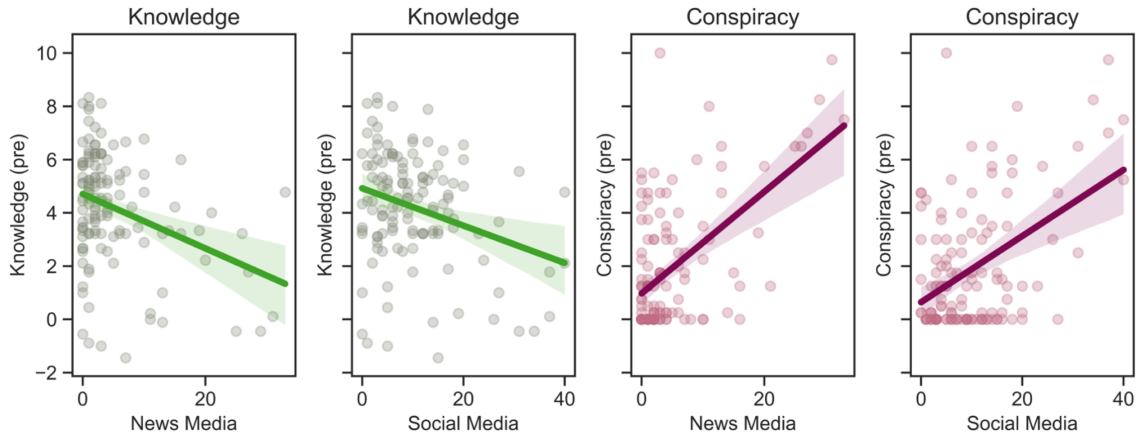 Knowledge Knowledge Conspiracy Conspiracy
10
8
6
4
2
0
−2
Knowledge (pre)
0 20
News Media
Knowledge (pre)
0 20 40
Social Media
Conspiracy (pre)
0 20
News Media
Conspiracy (pre)
0 20 40
Social Media